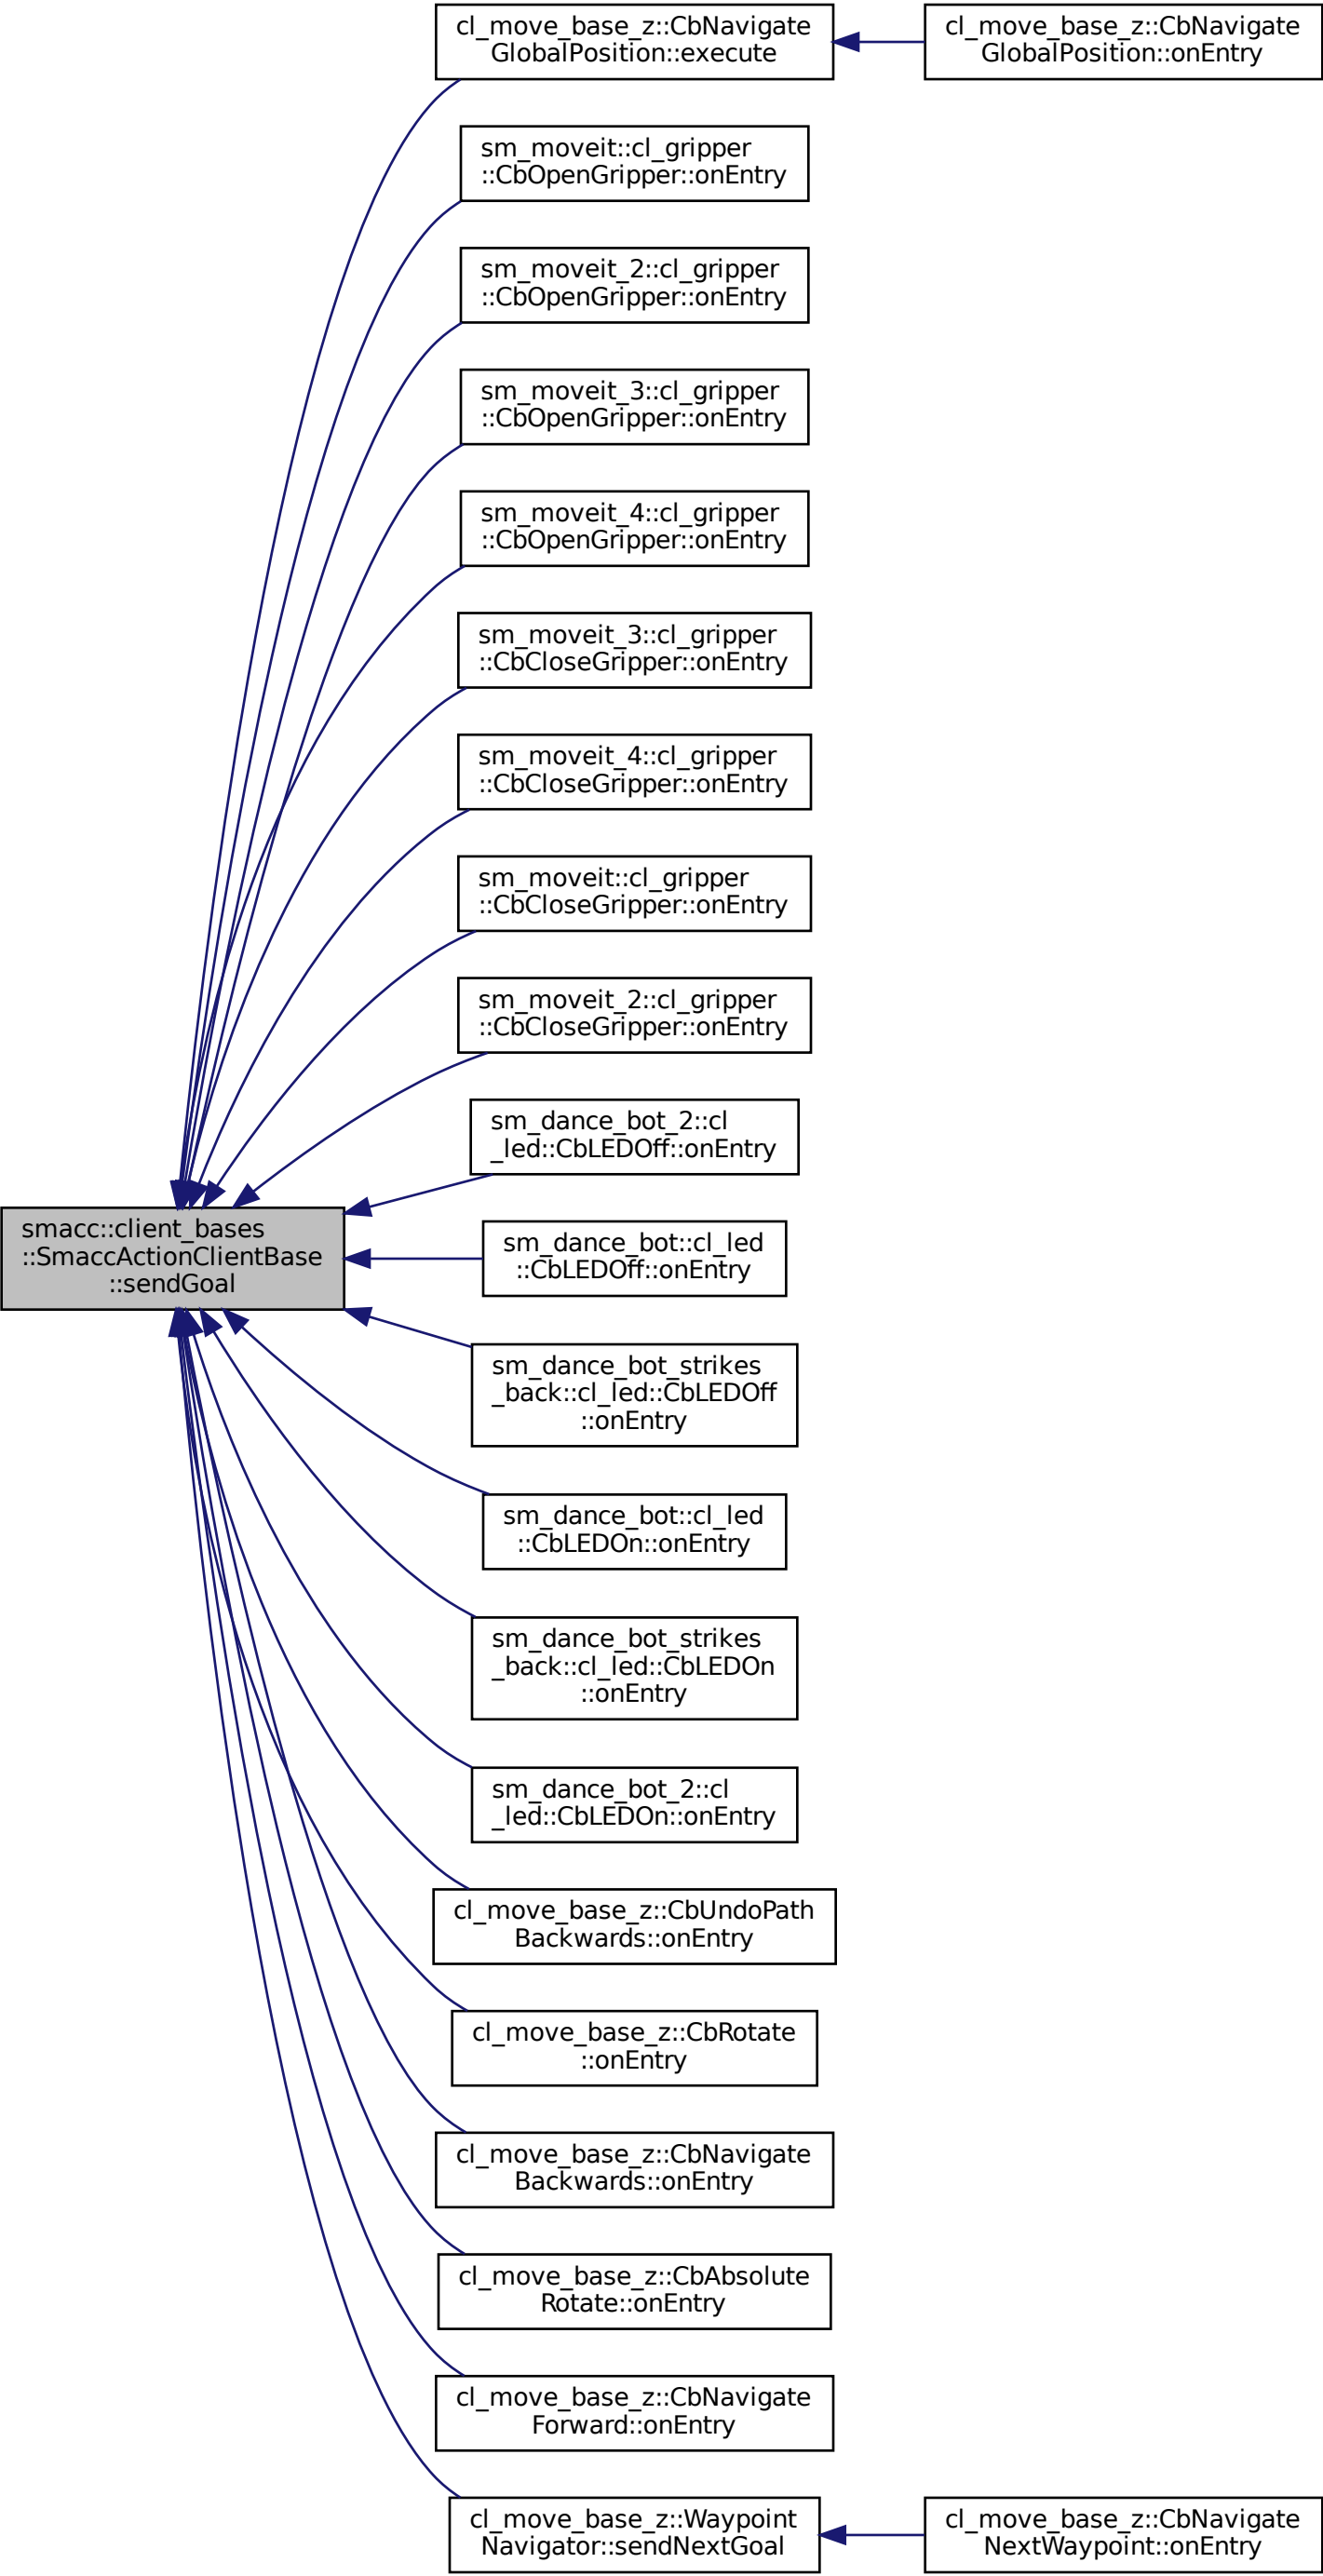 cl_move_base_z::CbNavigate
GlobalPosition::execute
cl_move_base_z::CbNavigate
GlobalPosition::onEntry
sm_moveit::cl_gripper
::CbOpenGripper::onEntry
sm_moveit_2::cl_gripper
::CbOpenGripper::onEntry
sm_moveit_3::cl_gripper
::CbOpenGripper::onEntry
sm_moveit_4::cl_gripper
::CbOpenGripper::onEntry
sm_moveit_3::cl_gripper
::CbCloseGripper::onEntry
sm_moveit_4::cl_gripper
::CbCloseGripper::onEntry
sm_moveit::cl_gripper
::CbCloseGripper::onEntry
sm_moveit_2::cl_gripper
::CbCloseGripper::onEntry
sm_dance_bot_2::cl
_led::CbLEDOff::onEntry
smacc::client_bases
::SmaccActionClientBase
::sendGoal
sm_dance_bot::cl_led
::CbLEDOff::onEntry
sm_dance_bot_strikes
_back::cl_led::CbLEDOff
::onEntry
sm_dance_bot::cl_led
::CbLEDOn::onEntry
sm_dance_bot_strikes
_back::cl_led::CbLEDOn
::onEntry
sm_dance_bot_2::cl
_led::CbLEDOn::onEntry
cl_move_base_z::CbUndoPath
Backwards::onEntry
cl_move_base_z::CbRotate
::onEntry
cl_move_base_z::CbNavigate
Backwards::onEntry
cl_move_base_z::CbAbsolute
Rotate::onEntry
cl_move_base_z::CbNavigate
Forward::onEntry
cl_move_base_z::Waypoint
Navigator::sendNextGoal
cl_move_base_z::CbNavigate
NextWaypoint::onEntry